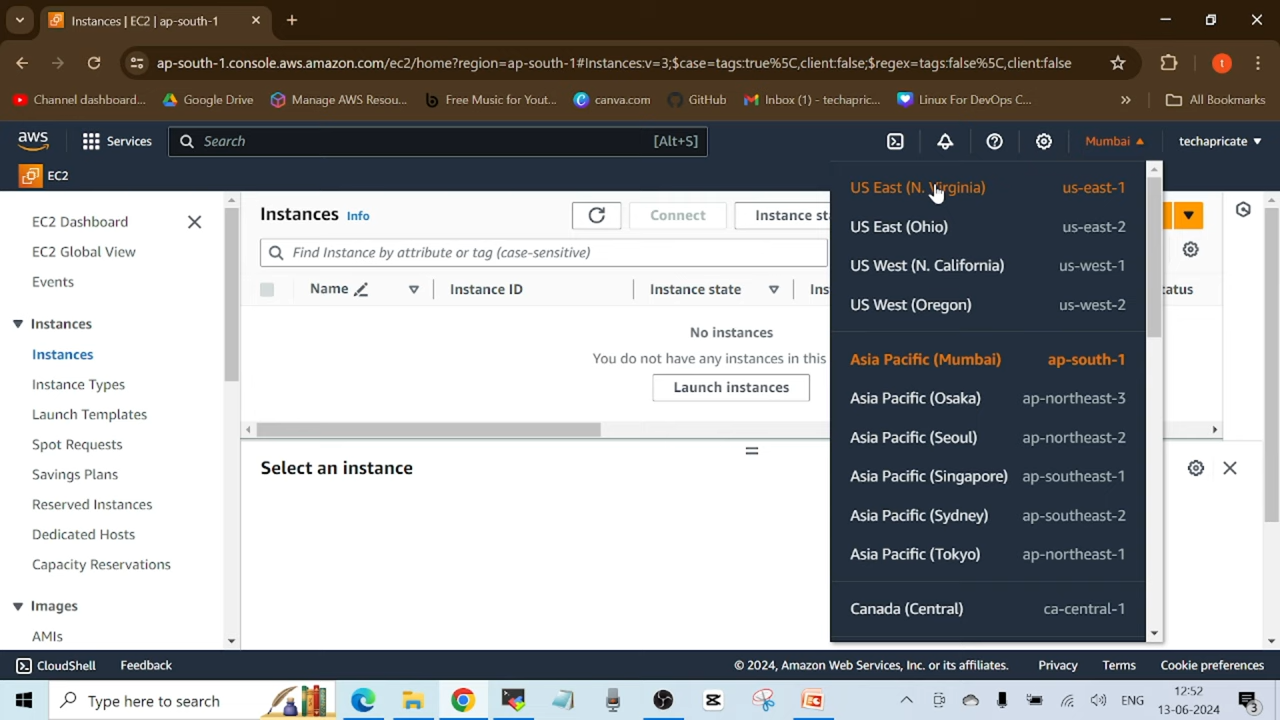 Instances | EC2 | ap-south-1
ap-south-1.console.aws.amazon.com/ec2/home?region=ap-south-1#Instances:v=3;$case=tags:true%5C,client:false;$regex=tags:false%5C,client:false
t
Channel dashboard...
Google Drive
Manage AWS Resou...
Free Music for Yout...
canva.com
GitHub
Inbox (1) - techapric...
Linux For DevOps C...
All Bookmarks
aws
Services
Search
[Alt+S]
Mumbai
techapricate
EC2
EC2 Dashboard
EC2 Global View
Events
Instances
Instances
Instance Types
Launch Templates
Spot Requests
Savings Plans
Reserved Instances
Dedicated Hosts
Capacity Reservations
Images
AMIs
Instances Info
Connect
Instance sta
Find Instance by attribute or tag (case-sensitive)
Name
Instance ID
Instance state
Ins
tatus
No instances
You do not have any instances in this
Launch instances
Select an instance
US East (N. Virginia) us-east-1
US East (Ohio) us-east-2
US West (N. California) us-west-1
US West (Oregon) us-west-2
Asia Pacific (Mumbai) ap-south-1
Asia Pacific (Osaka) ap-northeast-3
Asia Pacific (Seoul) ap-northeast-2
Asia Pacific (Singapore) ap-southeast-1
Asia Pacific (Sydney) ap-southeast-2
Asia Pacific (Tokyo) ap-northeast-1
Canada (Central) ca-central-1
CloudShell
Feedback
© 2024, Amazon Web Services, Inc. or its affiliates.
Privacy
Terms
Cookie preferences
Type here to search
ENG
12:52
13-06-2024
3